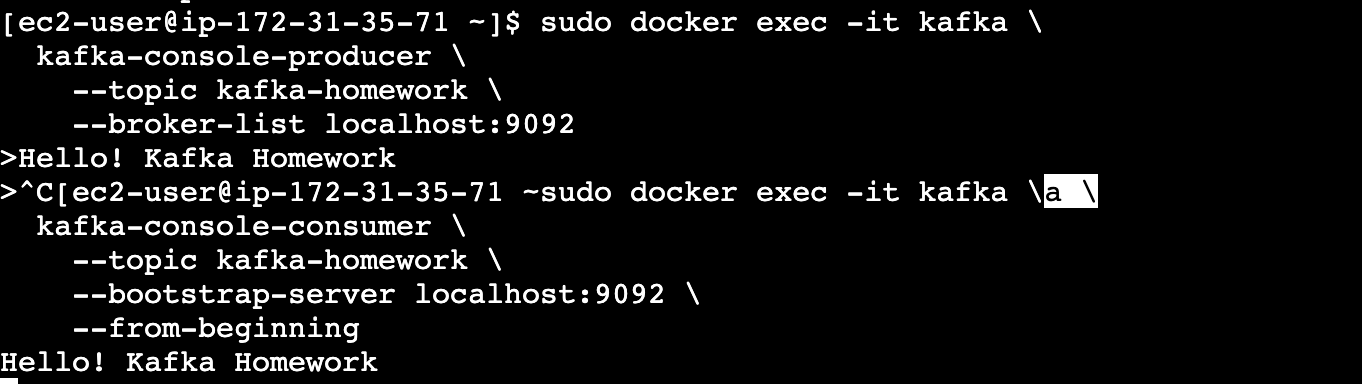 [ec2-user@ip-172-31-35-71 ~]$ sudo docker exec -it kafka \
  kafka-console-producer \
    --topic kafka-homework \
    --broker-list localhost:9092
>Hello! Kafka Homework
>^C[ec2-user@ip-172-31-35-71 ~sudo docker exec -it kafka \a \
  kafka-console-consumer \
    --topic kafka-homework \
    --bootstrap-server localhost:9092 \
    --from-beginning
Hello! Kafka Homework